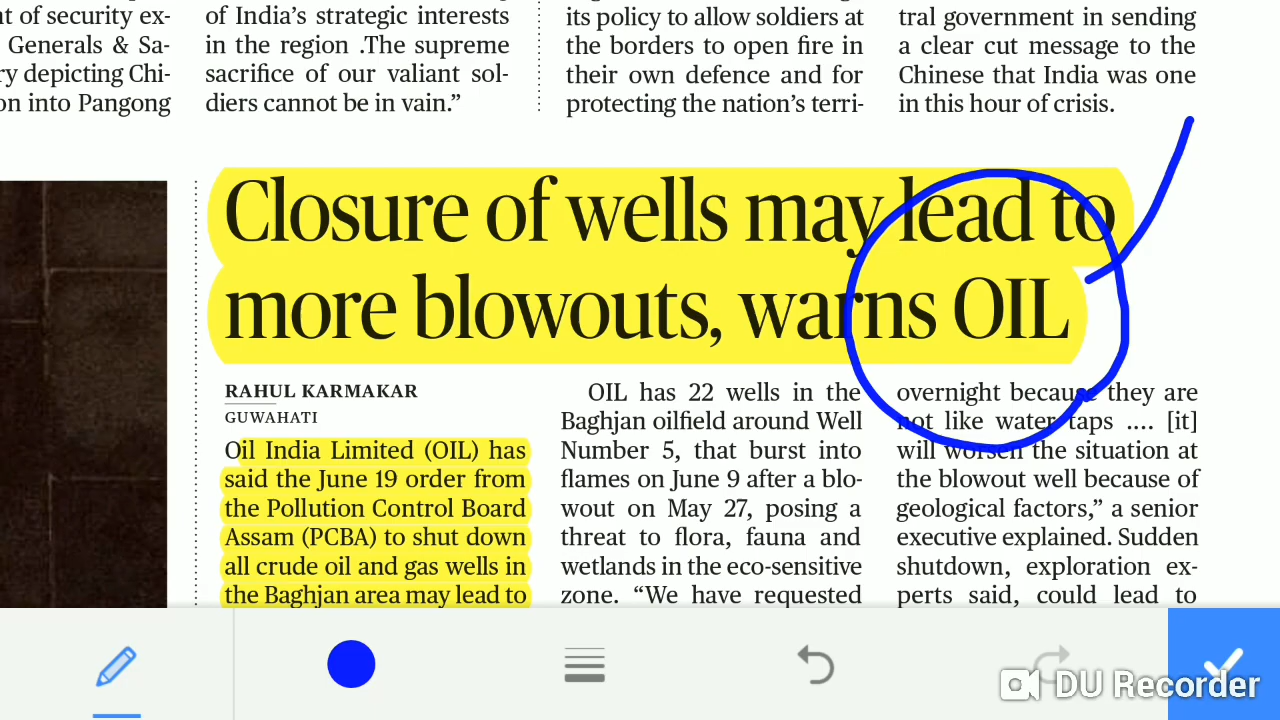 t of security ex-
Generals & Sa-
ry depicting Chi-
on into Pangong
of India's strategic interests
in the region .The supreme
sacrifice of our valiant sol-
diers cannot be in vain."
its policy to allow soldiers at
the borders to open fire in
their own defence and for
protecting the nation's terri-
tral government in sending
a clear cut message to the
Chinese that India was one
in this hour of crisis.
Closure of wells may lead to
more blowouts, warns OIL
RAHUL KARMAKAR
GUWAHATI
Oil India Limited (OIL) has
said the June 19 order from
the Pollution Control Board
Assam (PCBA) to shut down
all crude oil and gas wells in
the Baghjan area may lead to
OIL has 22 wells in the
Baghjan oilfield around Well
Number 5, that burst into
flames on June 9 after a blo-
wout on May 27, posing a
threat to flora, fauna and
wetlands in the eco-sensitive
zone. "We have requested
overnight because they are
not like water taps .... [it]
will worsen the situation at
the blowout well because of
geological factors," a senior
executive explained. Sudden
shutdown, exploration ex-
perts said, could lead to
DU Recorder